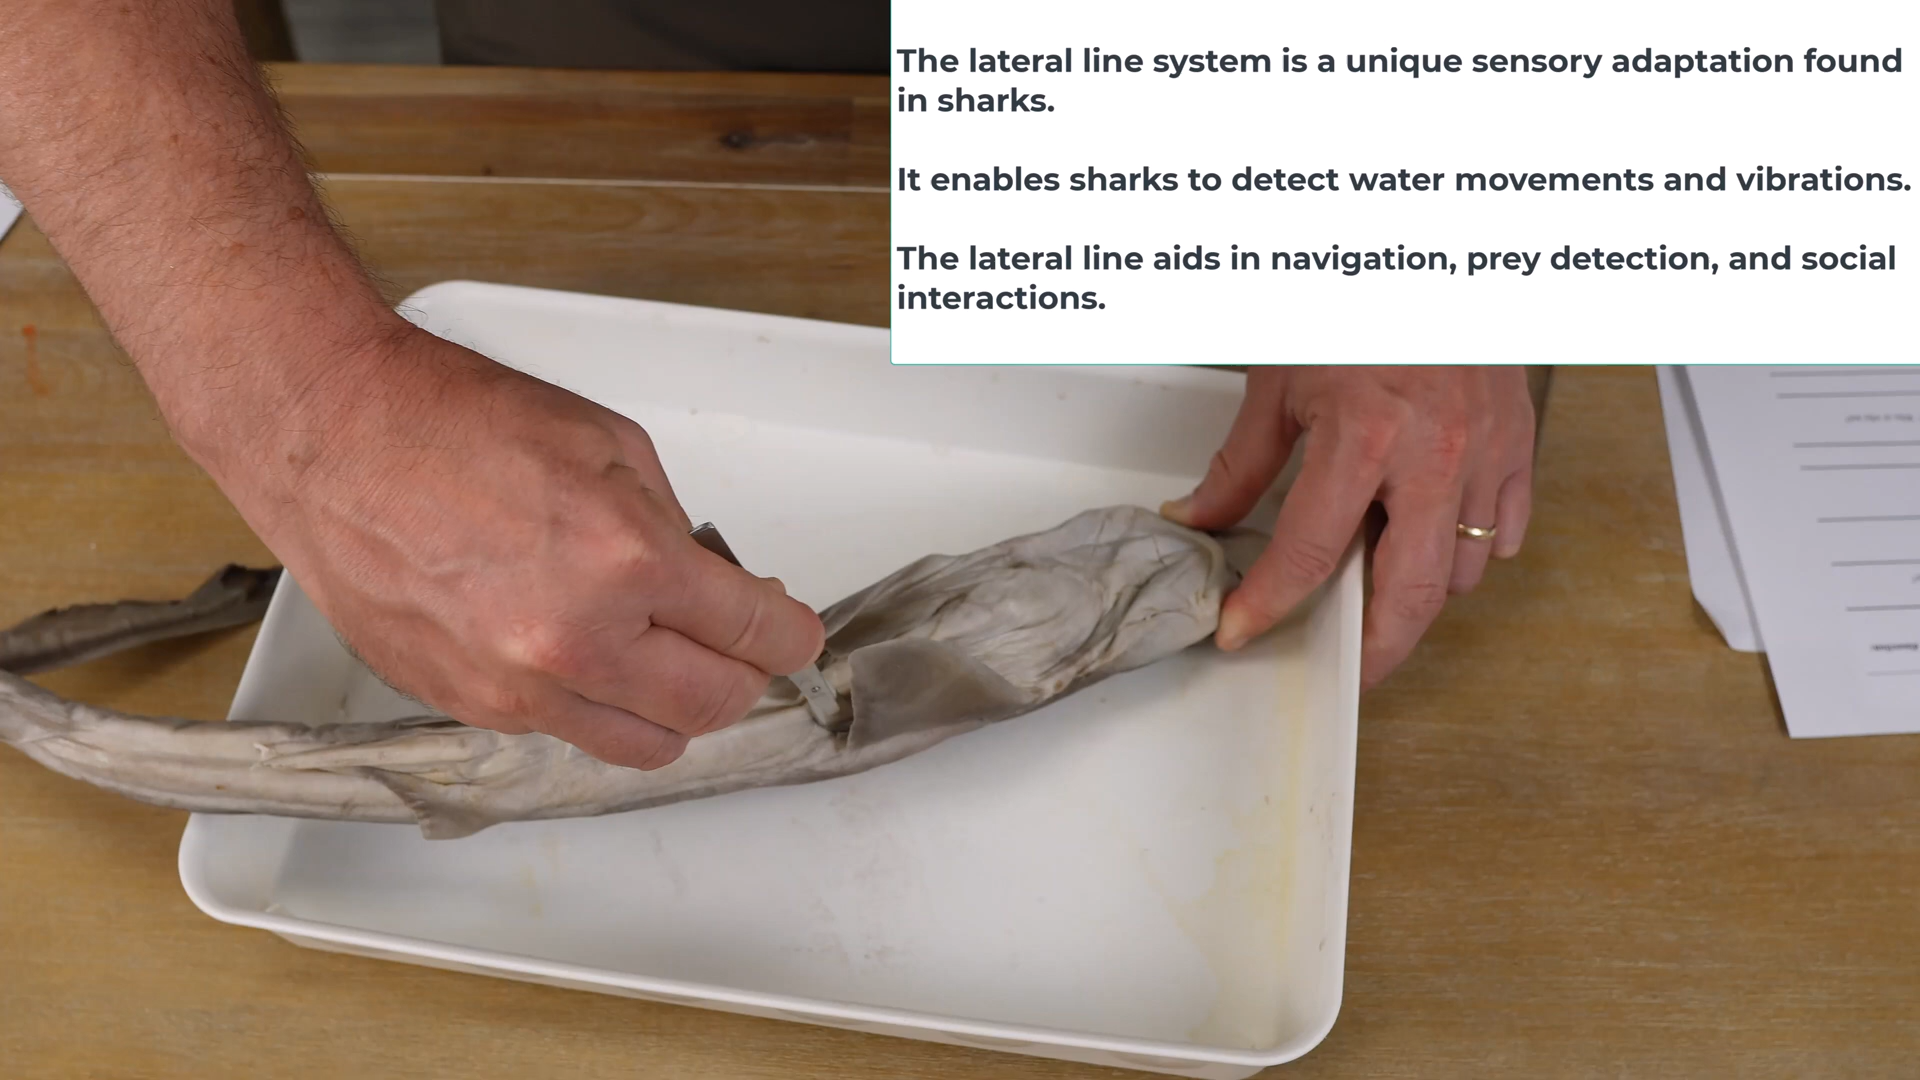 The lateral line system is a unique sensory adaptation found
in sharks.
It enables sharks to detect water movements and vibrations.
The lateral line aids in navigation, prey detection, and social
interactions.